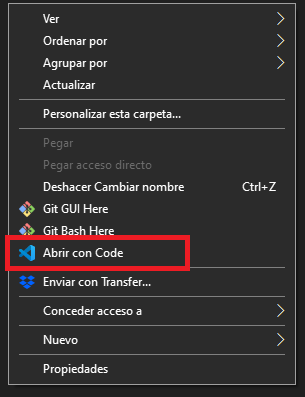 Ver
Ordenar por
Agrupar por
Actualizar
Personalizar esta carpeta...
Pegar
Pegar acceso directo
Deshacer Cambiar nombre Ctrl+Z
Git GUI Here
Git Bash Here
Abrir con Code
Enviar con Transfer...
Conceder acceso a
Nuevo
Propiedades